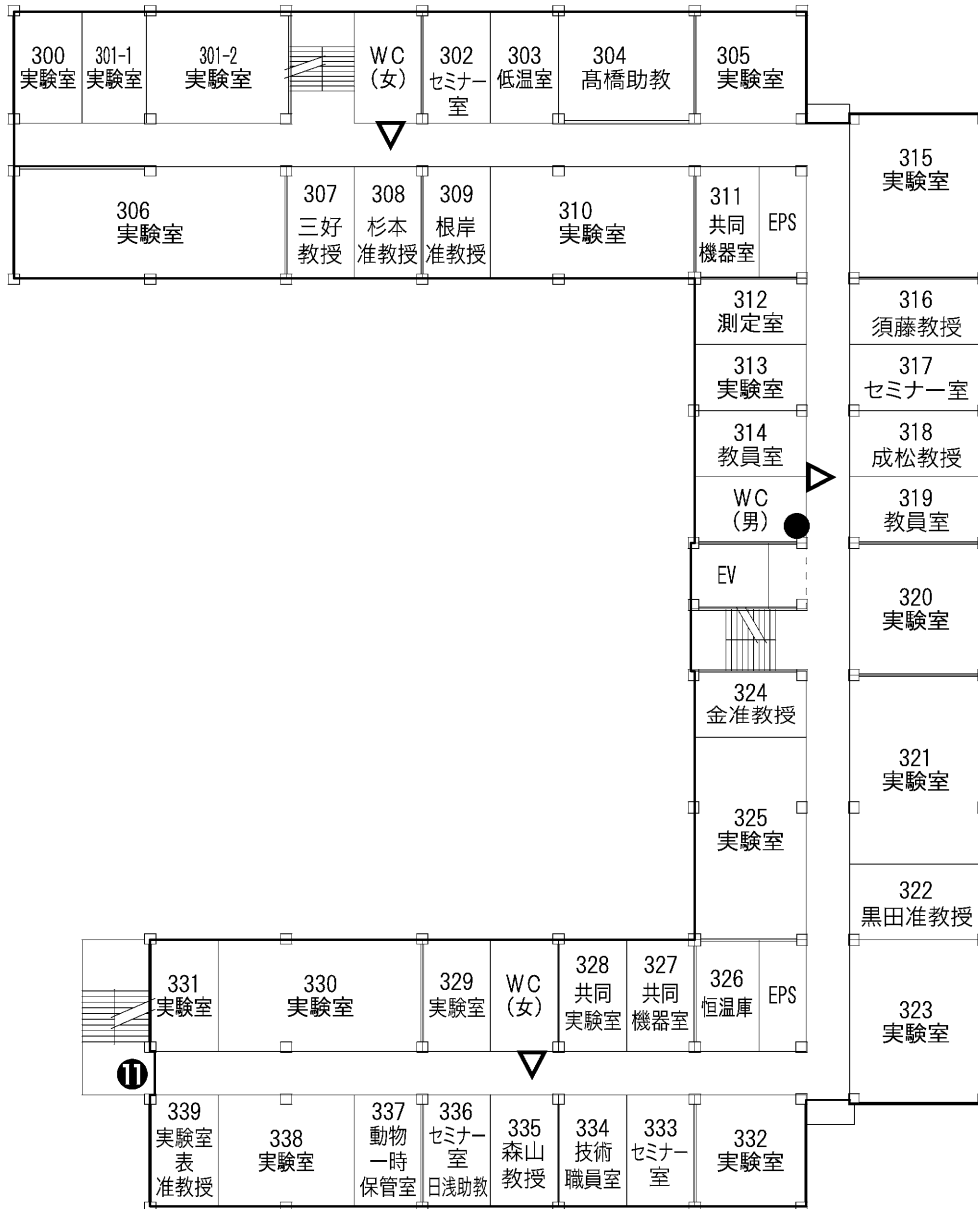 300
実験室
301-1
実験室
301-2
実験室
WC
(女)
302
セミナー
室
303
低温室
304
髙橋助教
305
実験室
306
実験室
307
三好
教授
308
杉本
准教授
309
根岸
准教授
310
実験室
311
共同
機器室
EPS
315
実験室
312
測定室
316
須藤教授
313
実験室
317
セミナー室
314
教員室
318
成松教授
WC
(男)
319
教員室
EV
320
実験室
324
金准教授
321
実験室
325
実験室
322
黒田准教授
331
実験室
330
実験室
329
実験室
WC
(女)
328
共同
実験室
327
共同
機器室
326
恒温庫
EPS
323
実験室
11
339
実験室
表
准教授
338
実験室
337
動物
一時
保管室
336
セミナー
室
日浅助教
335
森山
教授
334
技術
職員室
333
セミナー
室
332
実験室